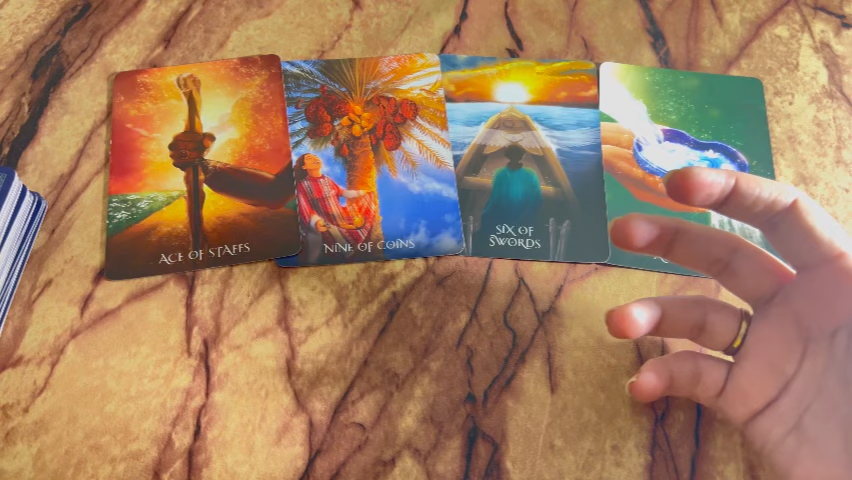 ACE OF STAFFS
NINE OF COINS
SIX OF
SWORDS